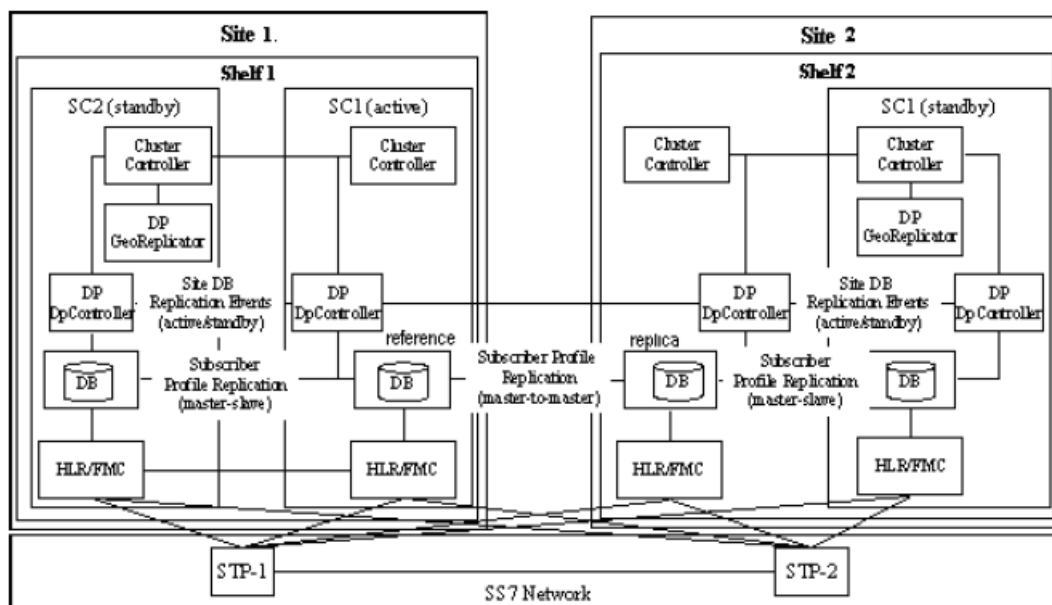 Site 1.
Site 2
Shelf 1
Shelf 2
SC2 (standby)
SC1 (active)
SC1 (standby)
Cluster
Controller
Cluster
Controller
Cluster
Controller
Cluster
Controller
DP
GeoReplicator
DP
GeoReplicator
DP
DpController
Site DB
Replication Events
(active/standby)
DP
DpController
DP
DpController
Site DB
Replication Events
(active/standby)
DP
DpController
reference
replica
DB
Subscriber
Profile Replication
(master-slave)
DB
Subscriber Profile
Replication
(master-to-master)
DB
Subscriber
Profile Replication
(master-slave)
DB
HLR/FMC
HLR/FMC
HLR/FMC
HLR/FMC
STP-1
STP-2
SS7 Network